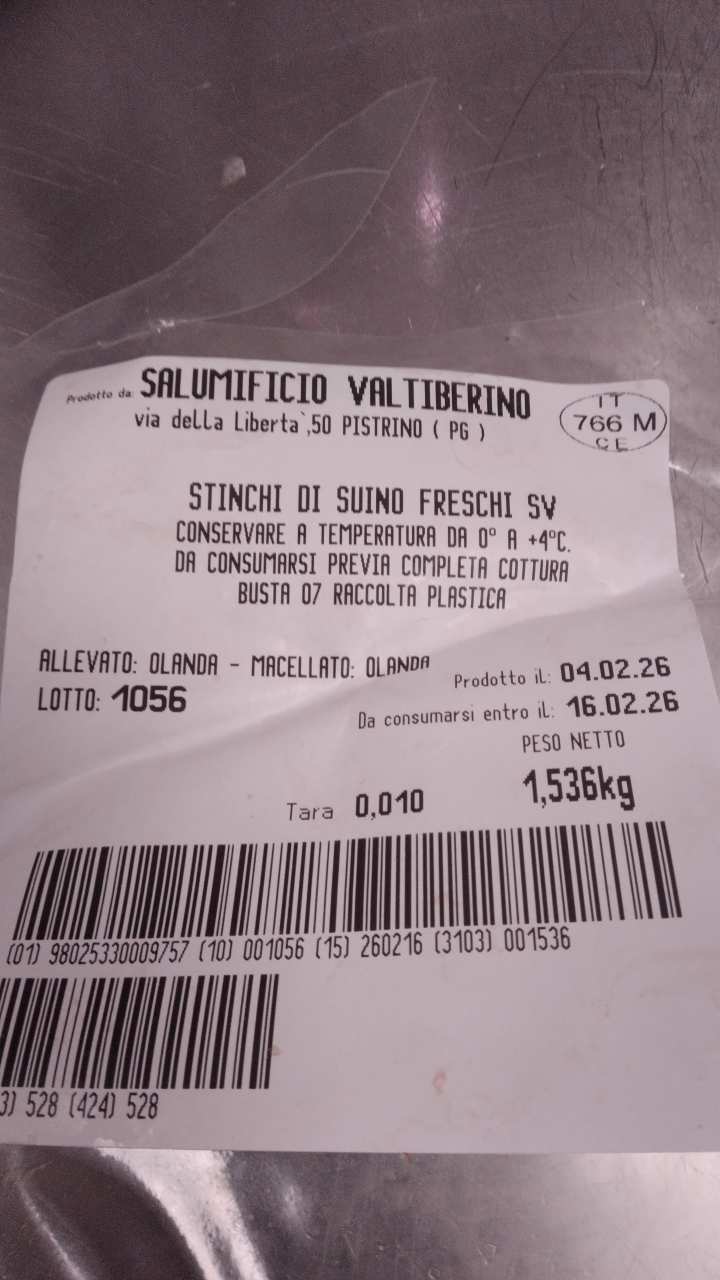 Prodotto da: SALUMIFICIO VALTIBERINO
via della Liberta`,50 PISTRINO ( PG )
IT
766 M
CE
STINCHI DI SUINO FRESCHI SV
CONSERVARE A TEMPERATURA DA 0° A +4°C.
DA CONSUMARSI PREVIA COMPLETA COTTURA
BUSTA 07 RACCOLTA PLASTICA
ALLEVATO: OLANDA - MACELLATO: OLANDA
LOTTO: 1056
Prodotto il: 04.02.26
Da consumarsi entro il: 16.02.26
PESO NETTO
Tara 0,010
1,536kg
(01) 98025330009757 (10) 001056 (15) 260216 (3103) 001536
3) 528 (424) 528